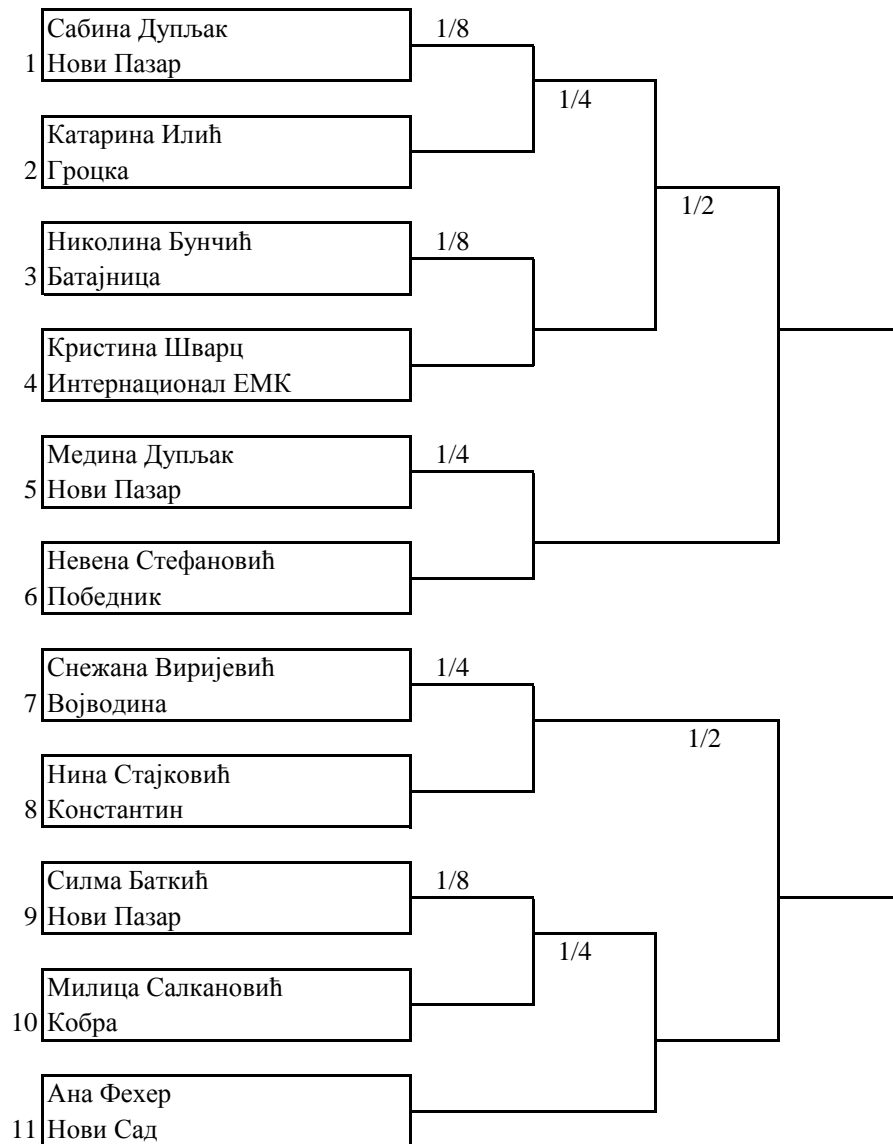 Сабина Дупљак 1/8
1 Нови Пазар
1/4
Катарина Илић
2 Гроцка
1/2
Николина Бунчић 1/8
3 Батајница
Кристина Шварц
4 Интернационал ЕМК
Медина Дупљак 1/4
5 Нови Пазар
Невена Стефановић
6 Победник
Снежана Виријевић 1/4
7 Војводина
1/2
Нина Стајковић
8 Константин
Силма Баткић 1/8
9 Нови Пазар
1/4
Милица Салкановић
10 Кобра
Ана Фехер
11 Нови Сад